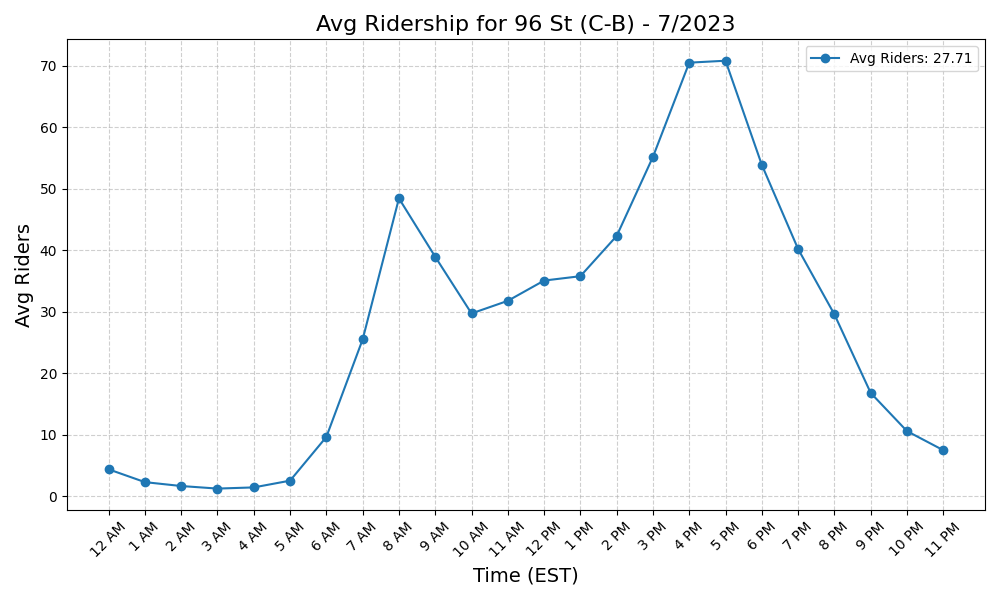 Avg Ridership for 96 St (C-B) - 7/2023
Avg Riders: 27.71
Avg Riders
70
60
50
40
30
20
10
0
12 AM
1 AM
2 AM
3 AM
4 AM
5 AM
6 AM
7 AM
8 AM
9 AM
10 AM
11 AM
12 PM
1 PM
2 PM
3 PM
4 PM
5 PM
6 PM
7 PM
8 PM
9 PM
10 PM
11 PM
Time (EST)